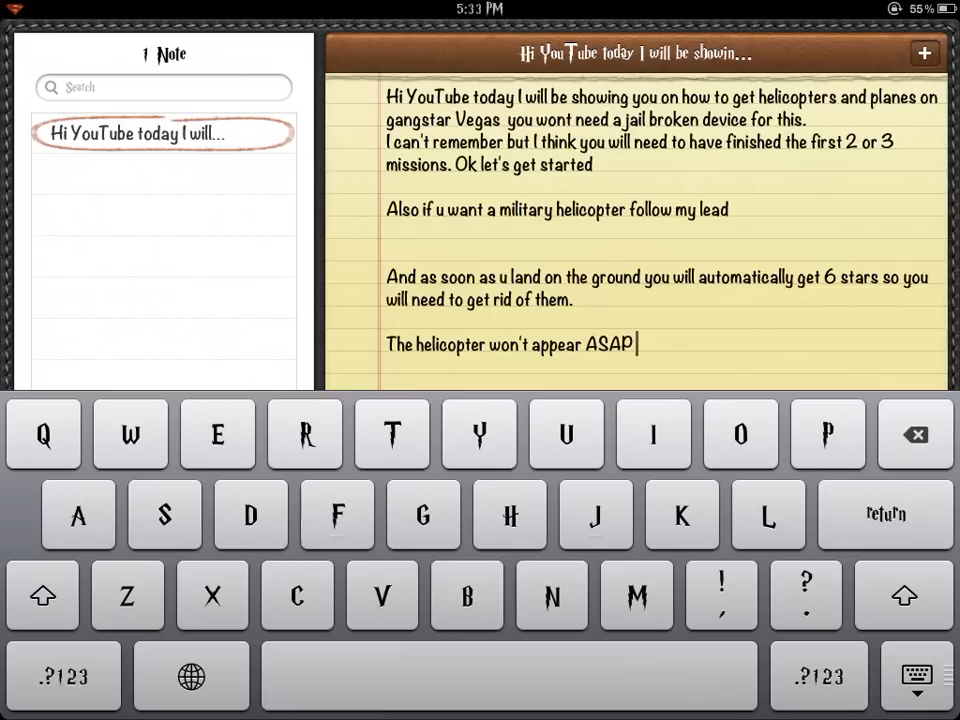 5:33 PM
55%
1 Note
Hi YouTube today I will be showin...
+
Search
Hi YouTube today I will...
Hi YouTube today I will be showing you on how to get helicopters and planes on
gangstar Vegas you wont need a jail broken device for this.
I can't remember but I think you will need to have finished the first 2 or 3
missions. Ok let's get started
Also if u want a military helicopter follow my lead
And as soon as u land on the ground you will automatically get 6 stars so you
will need to get rid of them.
The helicopter won't appear ASAP
Q W E R T Y U I O P
A S D F G H J K L return
Z X C V B N M ! , ? .
.?123 .?123